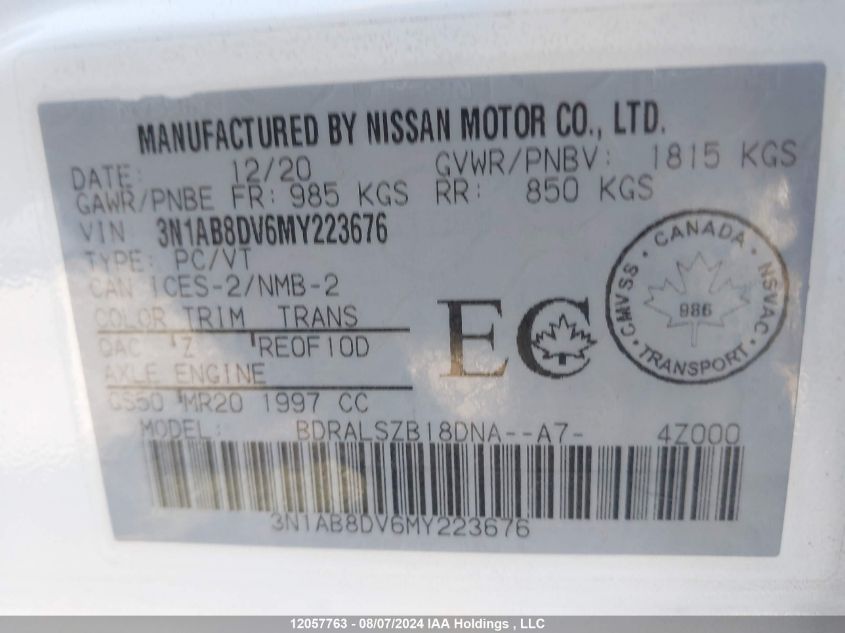 MANUFACTURED BY NISSAN MOTOR CO., LTD.
DATE: 12/20 GVWR/PNBV: 1815 KGS
GAWR/PNBE FR: 985 KGS RR: 850 KGS
VIN 3N1AB8DV6MY223676
TYPE: PC/VT
CAN ICES-2/NMB-2
COLOR TRIM TRANS
QAC Z RE0F10D
AXLE ENGINE
GS50 MR20 1997 CC
MODEL: BDRALSZB18DNA--A7- 4Z000
3N1AB8DV6MY223676
EC
CANADA
CMVSS
NSVAC
986
TRANSPORT
12057763 - 08/07/2024 IAA Holdings , LLC